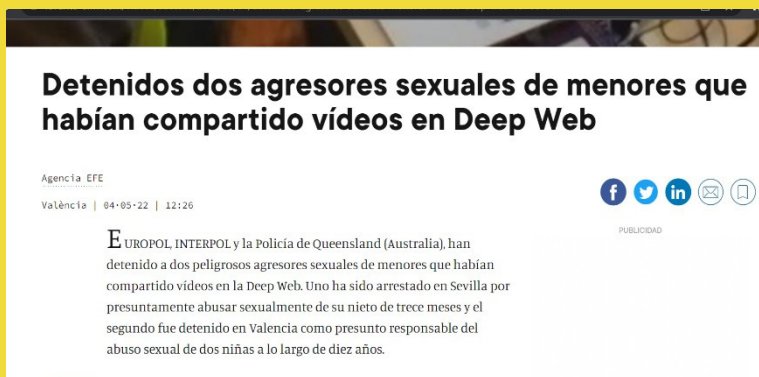 Detenidos dos agresores sexuales de menores que
habían compartido vídeos en Deep Web
Agencia EFE
València | 04·05·22 | 12:26
PUBLICIDAD
EUROPOL, INTERPOL y la Policía de Queensland (Australia), han
detenido a dos peligrosos agresores sexuales de menores que habían
compartido vídeos en la Deep Web. Uno ha sido arrestado en Sevilla por
presuntamente abusar sexualmente de su nieto de trece meses y el
segundo fue detenido en Valencia como presunto responsable del
abuso sexual de dos niñas a lo largo de diez años.